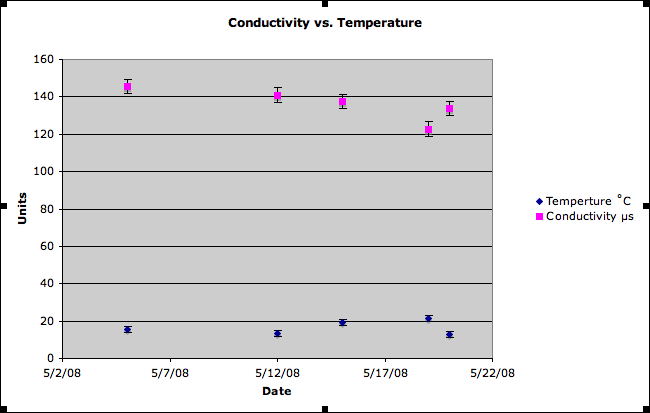 Conductivity vs. Temperature
160
140
120
100
80
60
40
20
0
Units
5/2/08 5/7/08 5/12/08 5/17/08 5/22/08
Date
Temperture °C
Conductivity µs